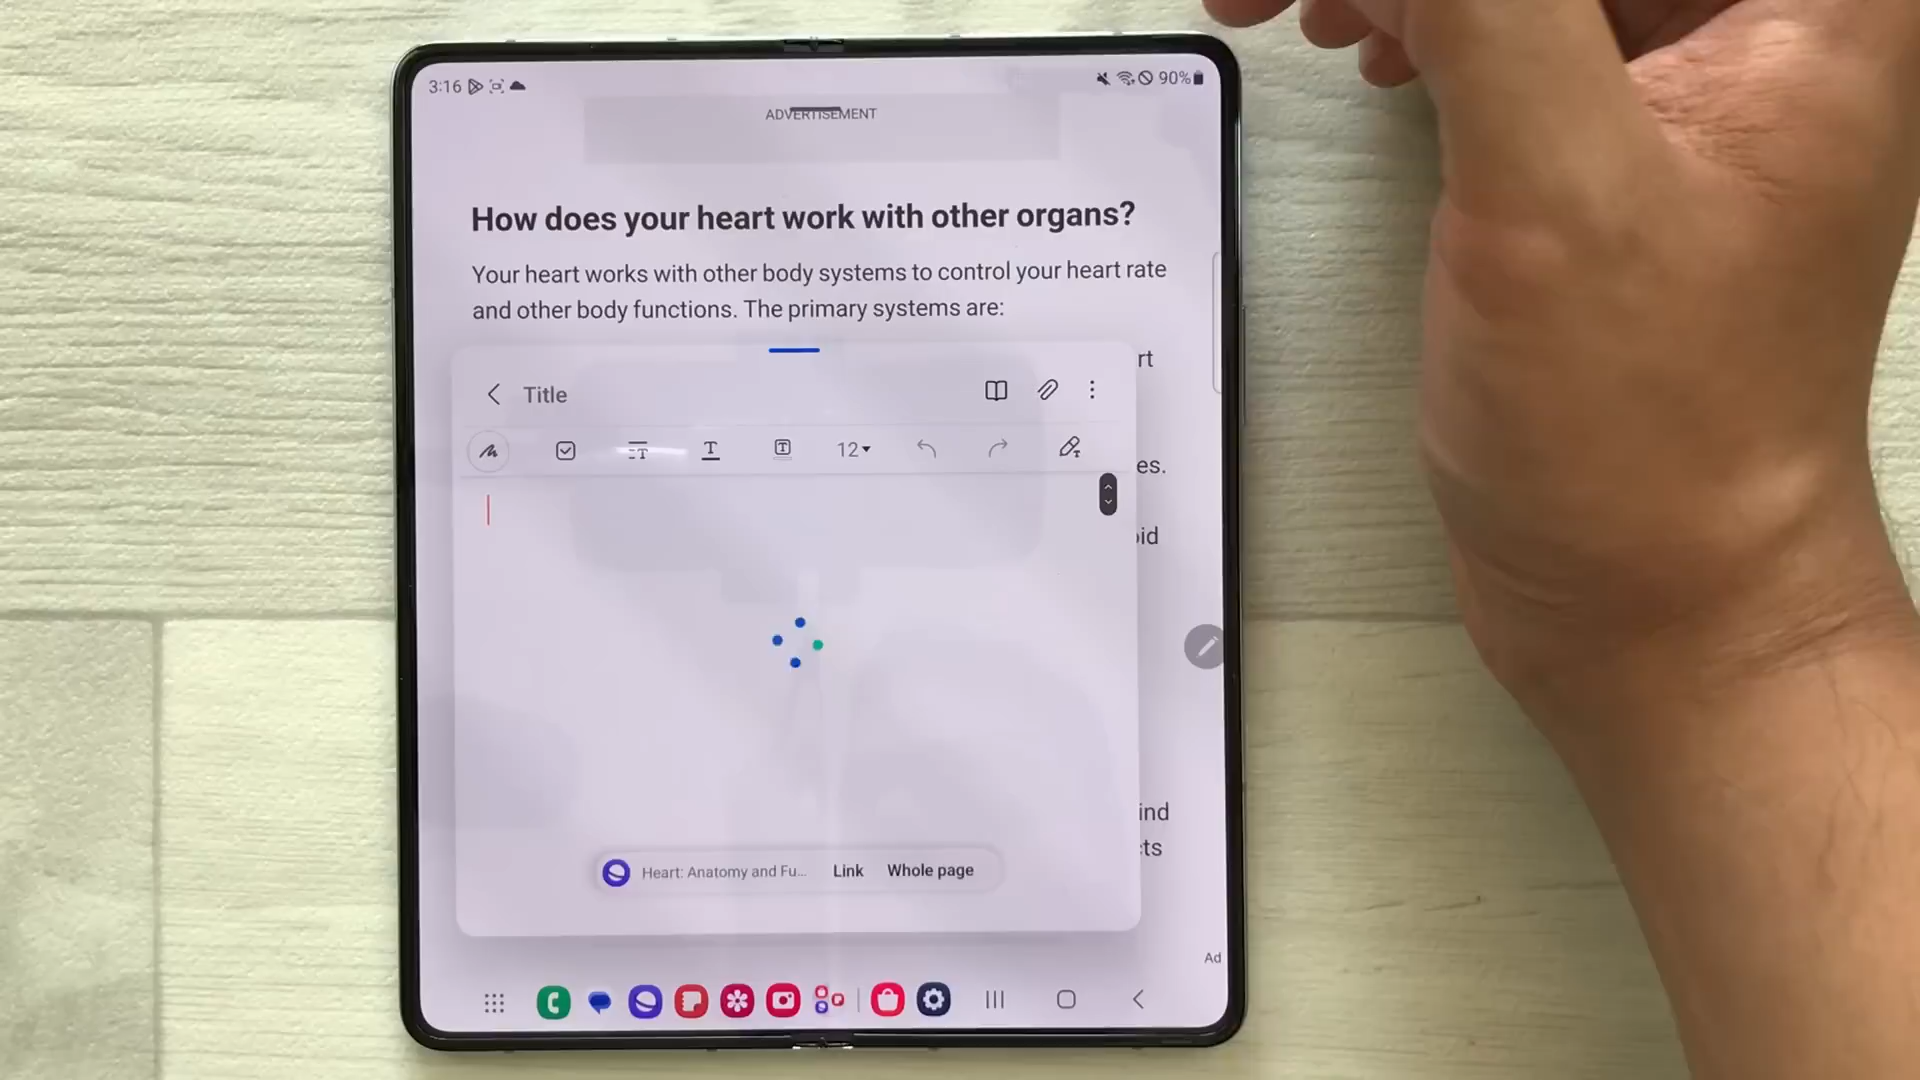 3:16
90%
ADVERTISEMENT
How does your heart work with other organs?
Your heart works with other body systems to control your heart rate
and other body functions. The primary systems are:
rt
Title
12
es.
oid
ind
cts
Heart: Anatomy and Fu... Link Whole page
Ad